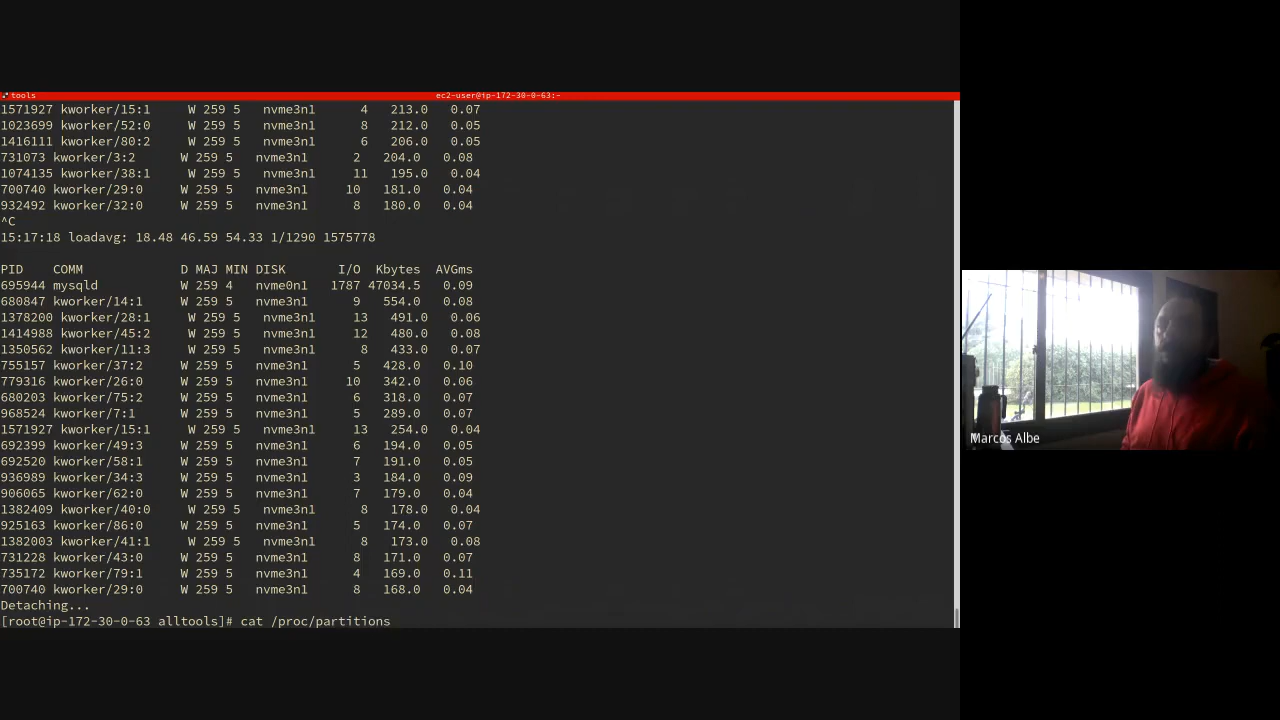 tools ec2-user@ip-172-30-0-63:~
1571927 kworker/15:1 W 259 5 nvme3n1 4 213.0 0.07
1023699 kworker/52:0 W 259 5 nvme3n1 8 212.0 0.05
1416111 kworker/80:2 W 259 5 nvme3n1 6 206.0 0.05
731073 kworker/3:2 W 259 5 nvme3n1 2 204.0 0.08
1074135 kworker/38:1 W 259 5 nvme3n1 11 195.0 0.04
700740 kworker/29:0 W 259 5 nvme3n1 10 181.0 0.04
932492 kworker/32:0 W 259 5 nvme3n1 8 180.0 0.04
^C
15:17:18 loadavg: 18.48 46.59 54.33 1/1290 1575778
PID COMM D MAJ MIN DISK I/O Kbytes AVGms
695944 mysqld W 259 4 nvme0n1 1787 47034.5 0.09
680847 kworker/14:1 W 259 5 nvme3n1 9 554.0 0.08
1378200 kworker/28:1 W 259 5 nvme3n1 13 491.0 0.06
1414988 kworker/45:2 W 259 5 nvme3n1 12 480.0 0.08
1350562 kworker/11:3 W 259 5 nvme3n1 8 433.0 0.07
755157 kworker/37:2 W 259 5 nvme3n1 5 428.0 0.10
779316 kworker/26:0 W 259 5 nvme3n1 10 342.0 0.06
680203 kworker/75:2 W 259 5 nvme3n1 6 318.0 0.07
968524 kworker/7:1 W 259 5 nvme3n1 5 289.0 0.07
1571927 kworker/15:1 W 259 5 nvme3n1 13 254.0 0.04
692399 kworker/49:3 W 259 5 nvme3n1 6 194.0 0.05
692520 kworker/58:1 W 259 5 nvme3n1 7 191.0 0.05
936989 kworker/34:3 W 259 5 nvme3n1 3 184.0 0.09
906065 kworker/62:0 W 259 5 nvme3n1 7 179.0 0.04
1382409 kworker/40:0 W 259 5 nvme3n1 8 178.0 0.04
925163 kworker/86:0 W 259 5 nvme3n1 5 174.0 0.07
1382003 kworker/41:1 W 259 5 nvme3n1 8 173.0 0.08
731228 kworker/43:0 W 259 5 nvme3n1 8 171.0 0.07
735172 kworker/79:1 W 259 5 nvme3n1 4 169.0 0.11
700740 kworker/29:0 W 259 5 nvme3n1 8 168.0 0.04
Detaching...
[root@ip-172-30-0-63 alltools]# cat /proc/partitions
Marcos Albe